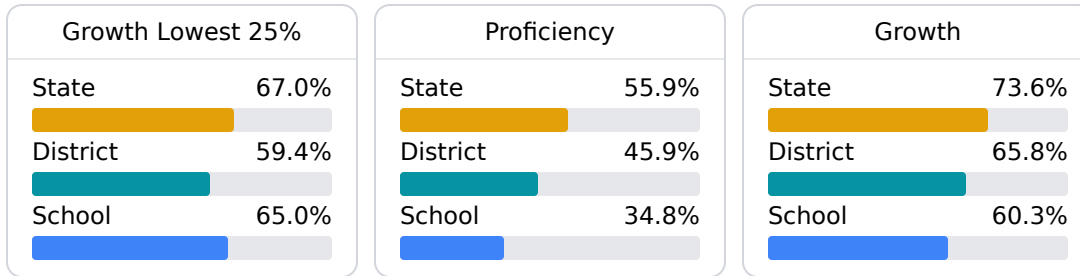 Growth Lowest 25%
State 67.0%
District 59.4%
School 65.0%
Proficiency
State 55.9%
District 45.9%
School 34.8%
Growth
State 73.6%
District 65.8%
School 60.3%